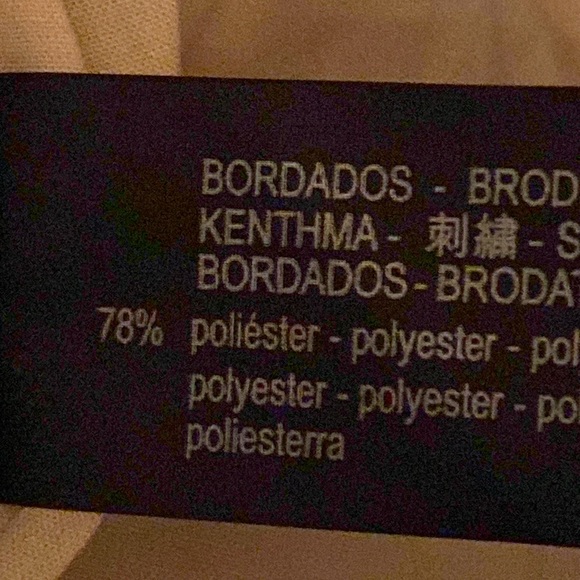 BORDADOS - BROD
KENTHMA - 刺繡 - S
BORDADOS - BRODAT
78% poliéster - polyester - pol
polyester - polyester - po
poliesterra